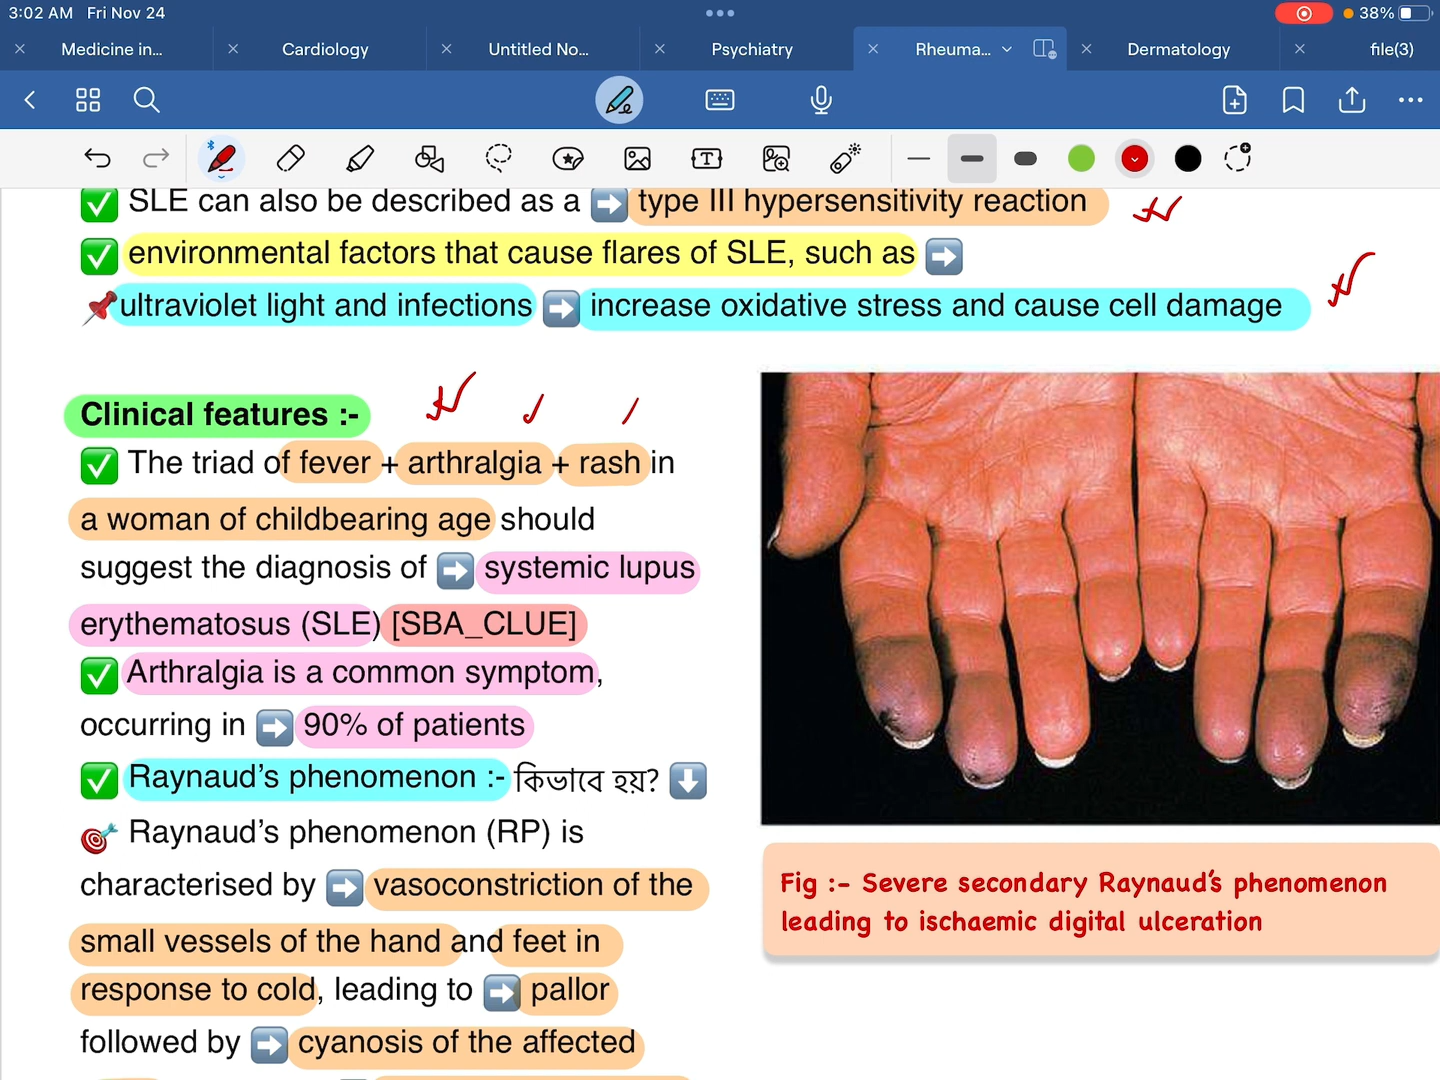 3:02 AM Fri Nov 24
38%
Medicine in...
Cardiology
Untitled No...
Psychiatry
Rheuma...
Dermatology
file(3)
SLE can also be described as a ➡️ type III hypersensitivity reaction
environmental factors that cause flares of SLE, such as ➡️
ultraviolet light and infections ➡️ increase oxidative stress and cause cell damage
Clinical features :-
The triad of fever + arthralgia + rash in
a woman of childbearing age should
suggest the diagnosis of ➡️ systemic lupus
erythematosus (SLE) [SBA_CLUE]
Arthralgia is a common symptom,
occurring in ➡️ 90% of patients
Raynaud’s phenomenon :- কিভাবে হয়? ⬇️
Raynaud’s phenomenon (RP) is
characterised by ➡️ vasoconstriction of the
small vessels of the hand and feet in
response to cold, leading to ➡️ pallor
followed by ➡️ cyanosis of the affected
Fig :- Severe secondary Raynaud’s phenomenon
leading to ischaemic digital ulceration